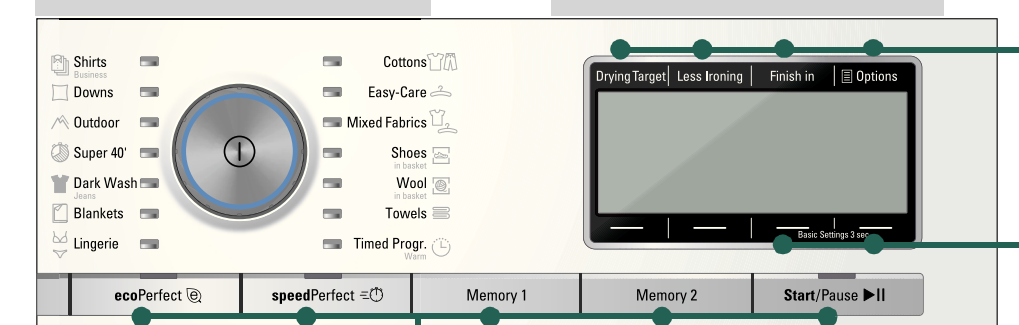 Shirts
Business
Downs
Outdoor
Super 40'
Dark Wash
Jeans
Blankets
Lingerie
Cottons
Easy-Care
Mixed Fabrics
Shoes
in basket
Wool
in basket
Towels
Timed Progr.
Warm
Drying Target
Less Ironing
Finish in
Options
Basic Settings 3 sec.
ecoPerfect
speedPerfect
Memory 1
Memory 2
Start/Pause